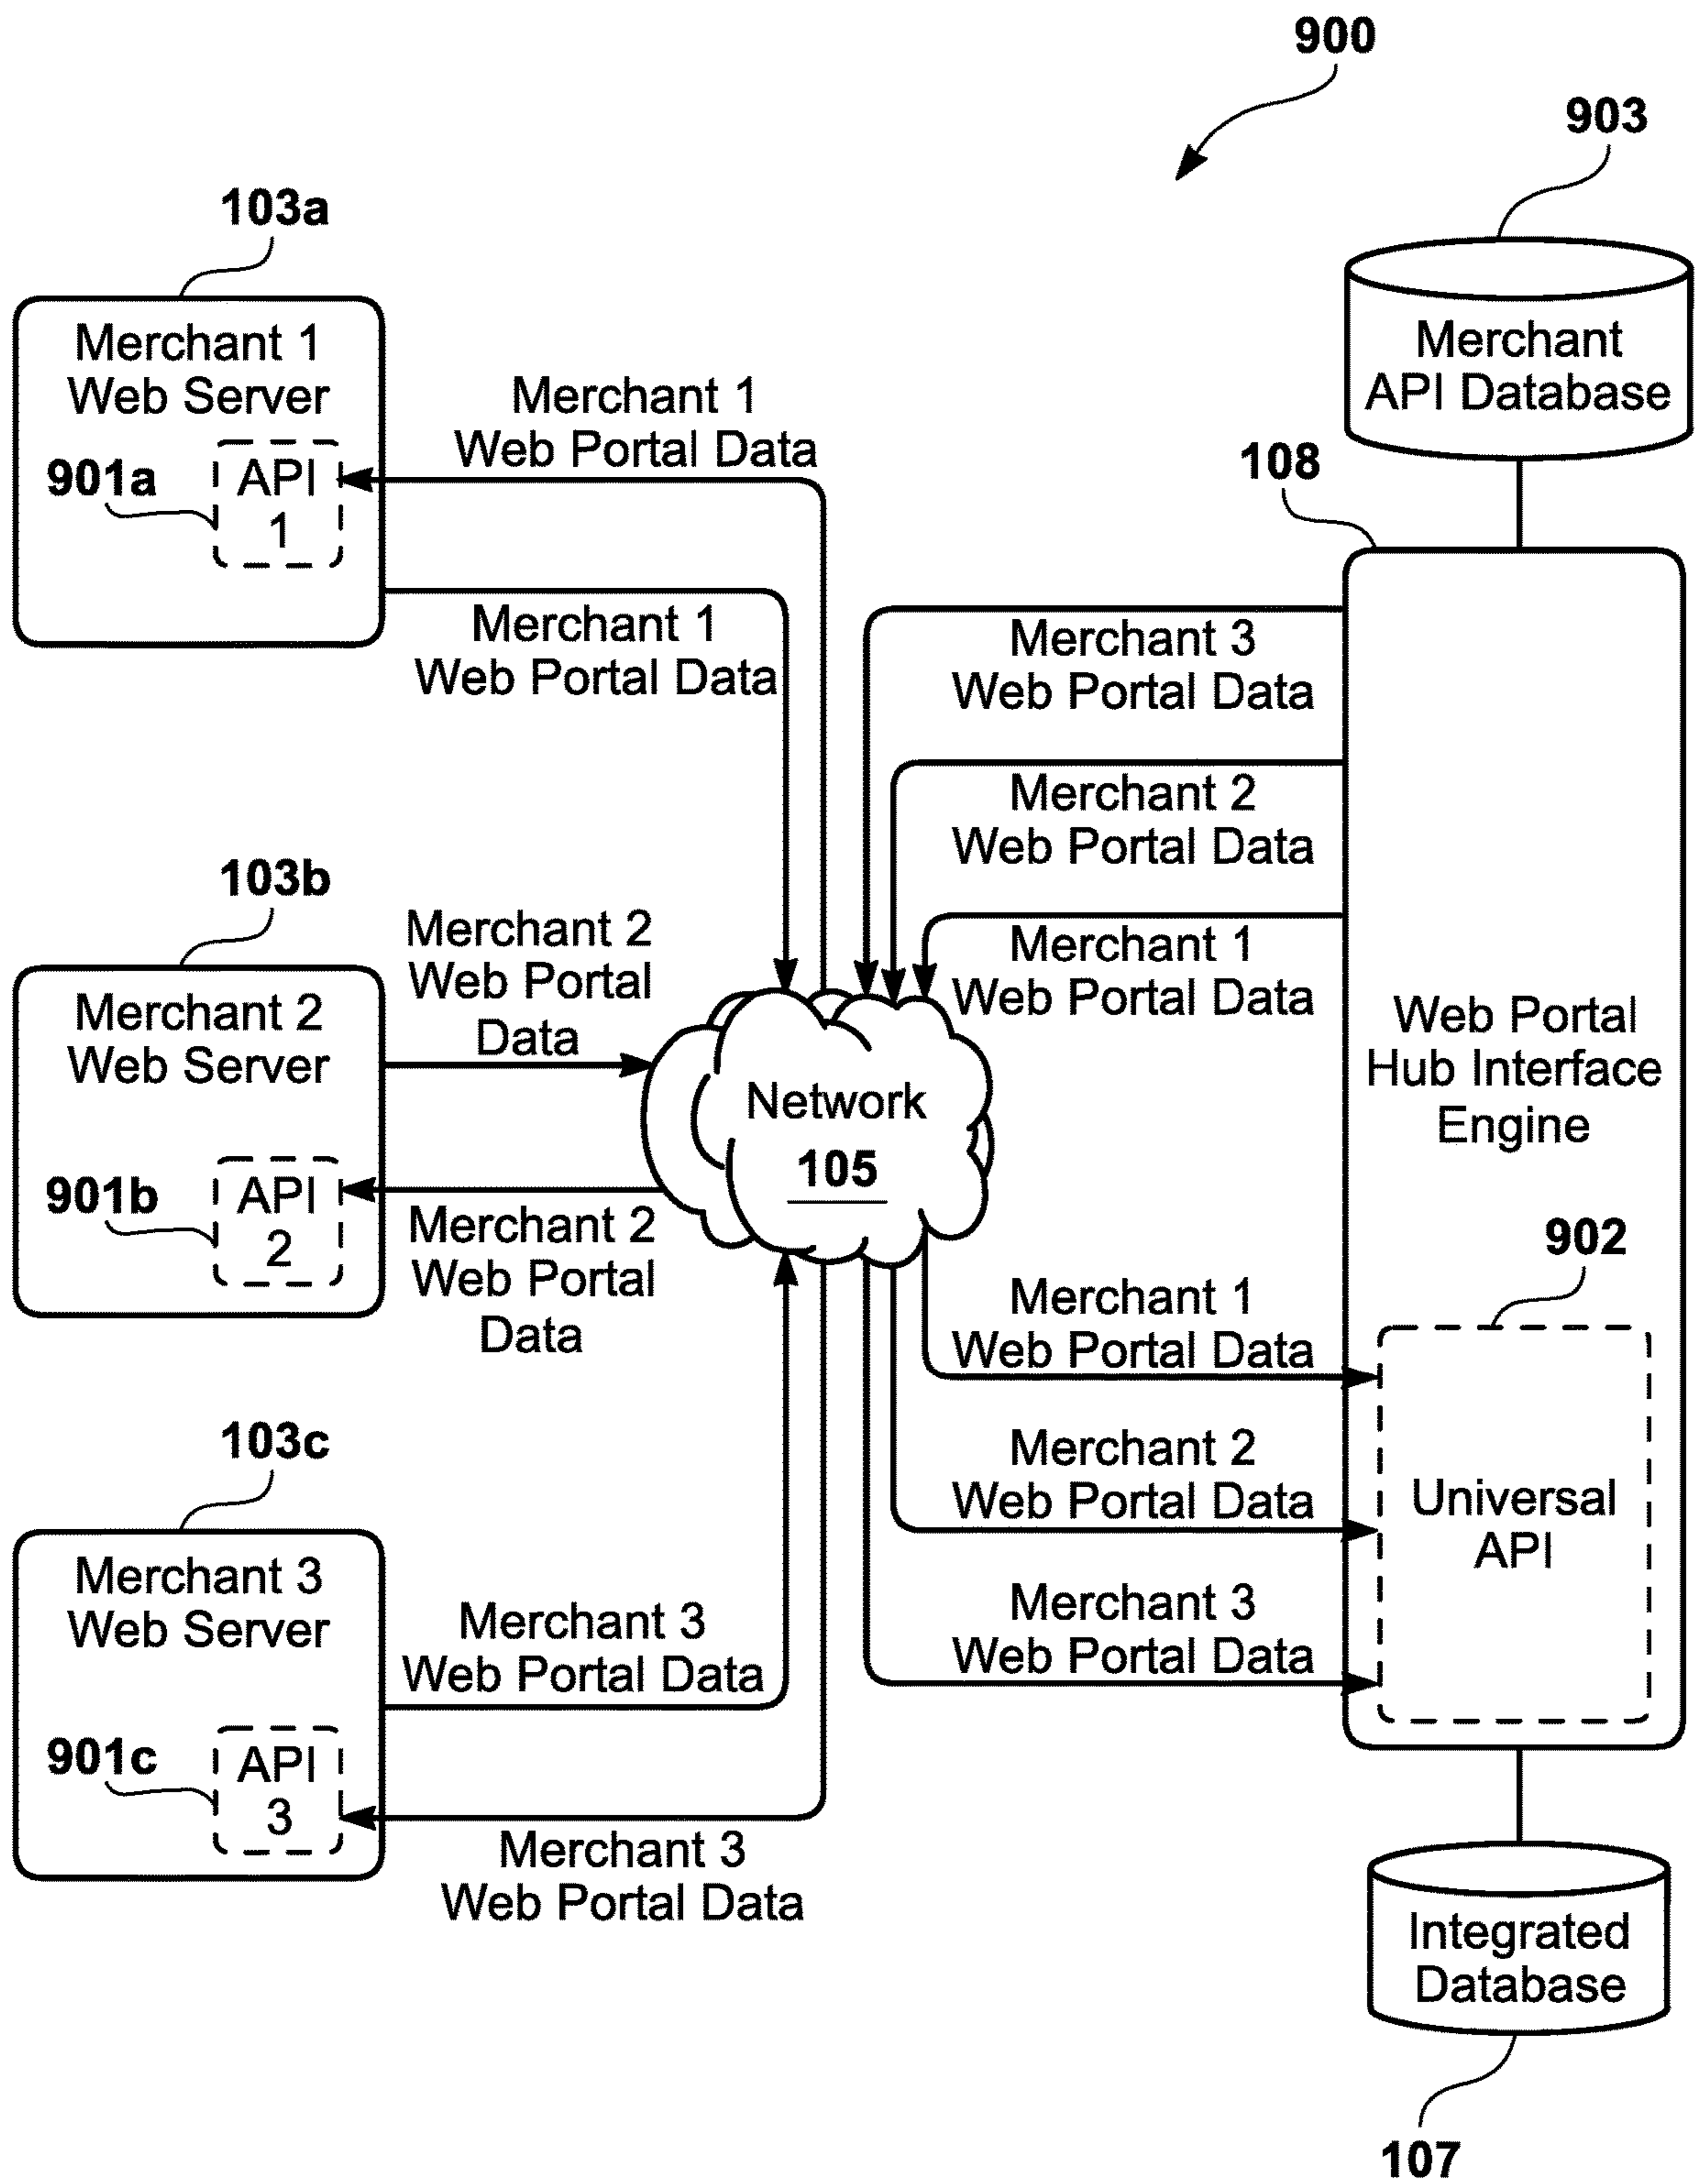 900
903
103a
Merchant 1
Web Server
901a
API
1
Merchant 1
Web Portal Data
Merchant 1
Web Portal Data
Merchant
API Database
108
Merchant 3
Web Portal Data
Merchant 2
Web Portal Data
Merchant 1
Web Portal Data
103b
Merchant 2
Web Server
901b
API
2
Merchant 2
Web Portal
Data
Merchant 2
Web Portal
Data
Network
105
Web Portal
Hub Interface
Engine
902
Merchant 1
Web Portal Data
Merchant 2
Web Portal Data
Merchant 3
Web Portal Data
Universal
API
103c
Merchant 3
Web Server
901c
API
3
Merchant 3
Web Portal Data
Merchant 3
Web Portal Data
Integrated
Database
107